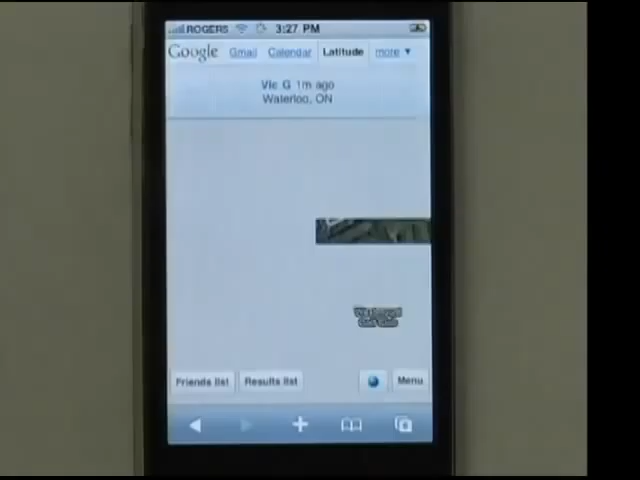 ROGERS 3:27 PM
Google Gmail Calendar Latitude more ▼
Vic G 1m ago
Waterloo, ON
Friends list Results list Menu